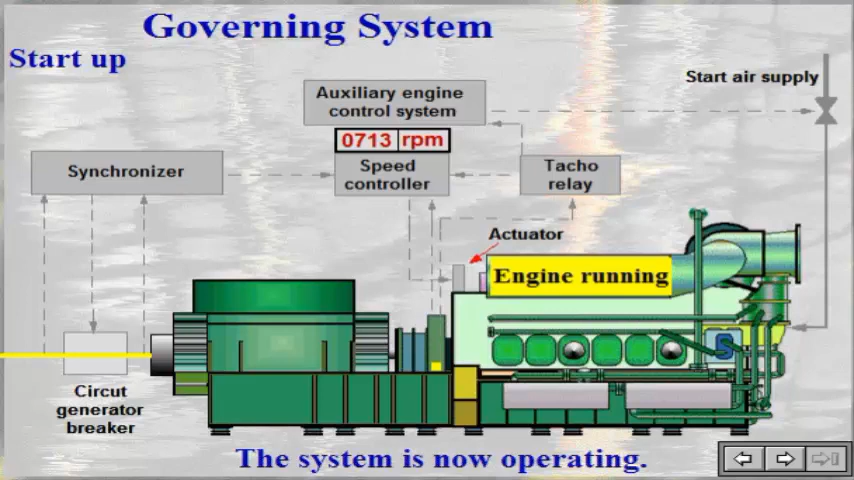 Governing System
Start up
Start air supply
Auxiliary engine
control system
0713 rpm
Synchronizer
Speed
controller
Tacho
relay
Actuator
Engine running
Circut
generator
breaker
The system is now operating.